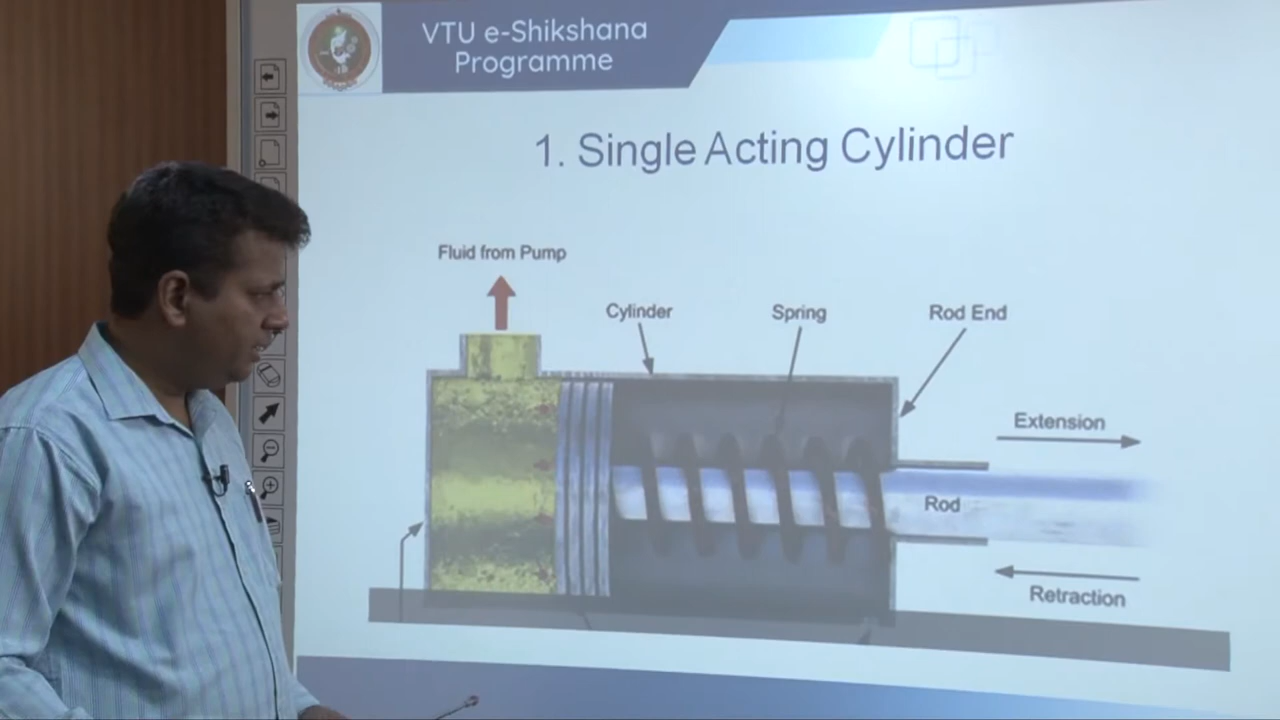 VTU e-Shikshana
Programme
1. Single Acting Cylinder
Fluid from Pump
Cylinder
Spring
Rod End
Extension
Rod
Retraction